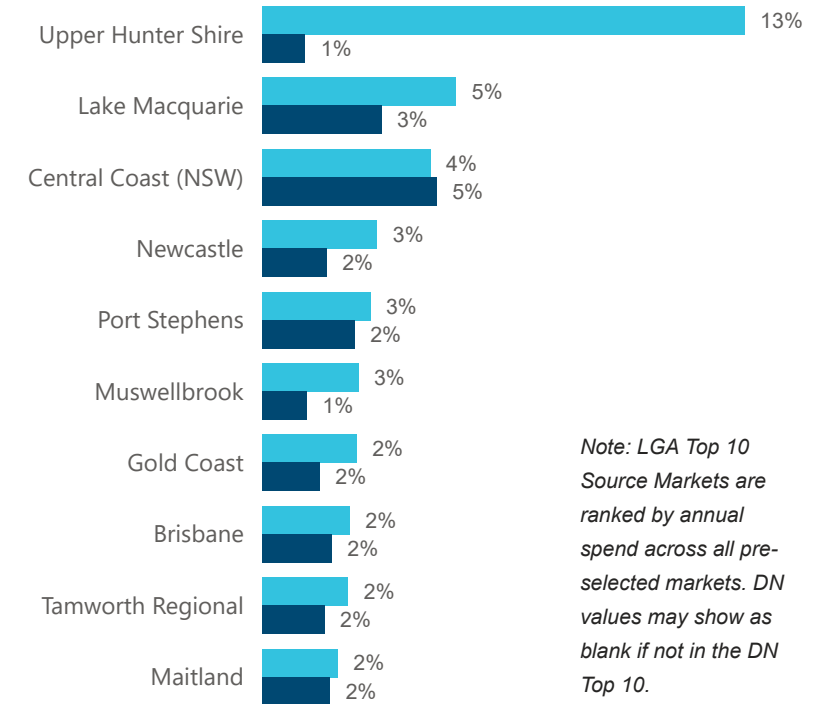 Upper Hunter Shire
13%
1%
Lake Macquarie
5%
3%
Central Coast (NSW)
4%
5%
Newcastle
3%
2%
Port Stephens
3%
2%
Muswellbrook
3%
1%
Gold Coast
2%
2%
Brisbane
2%
2%
Tamworth Regional
2%
2%
Maitland
2%
2%
Note: LGA Top 10
Source Markets are
ranked by annual
spend across all pre-
selected markets. DN
values may show as
blank if not in the DN
Top 10.